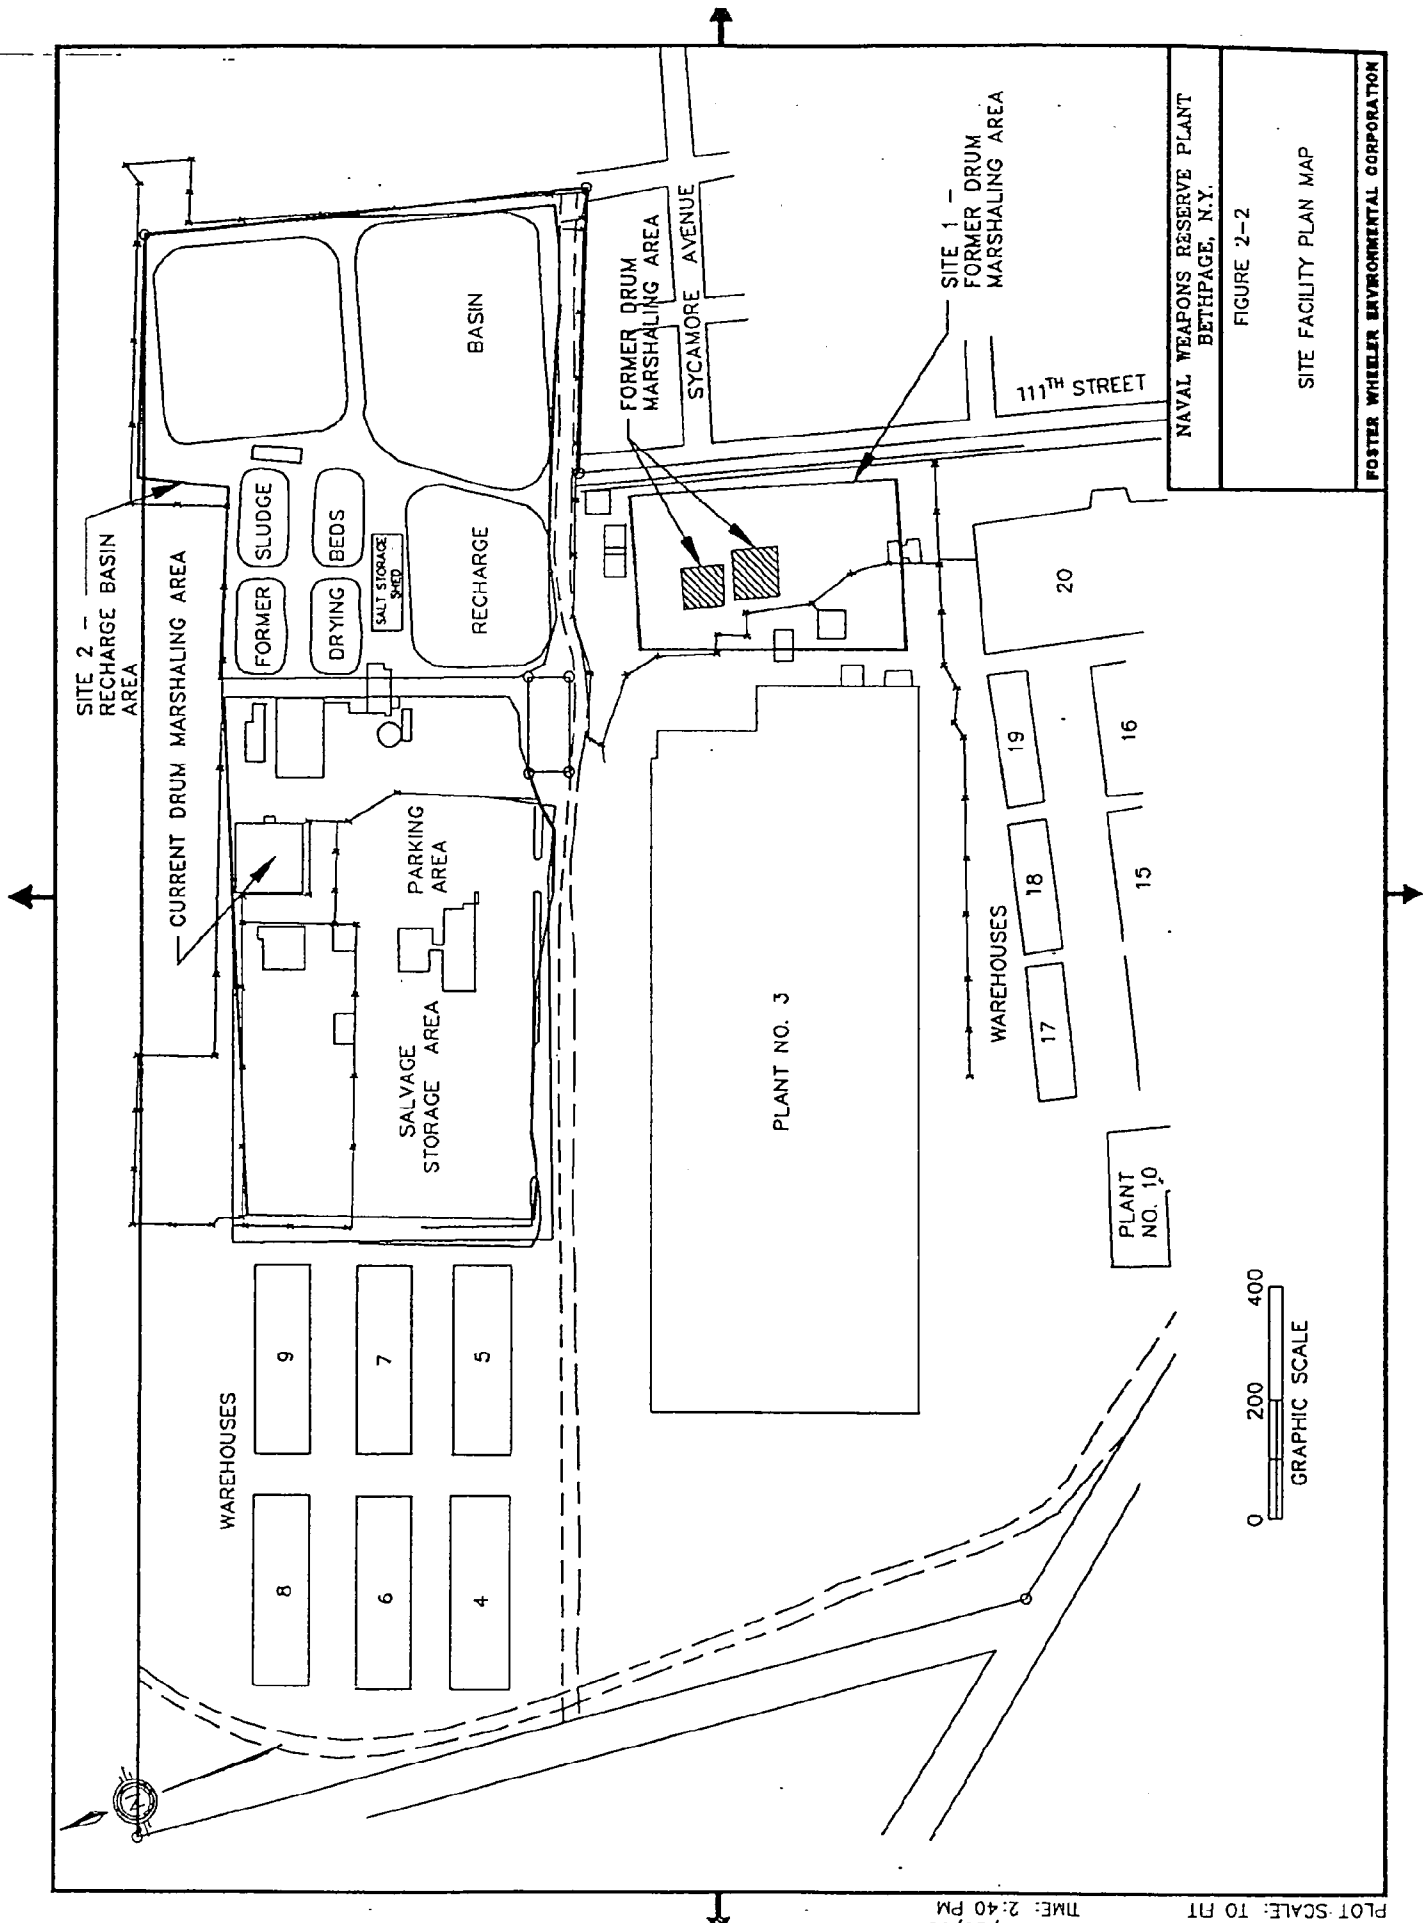 SITE 2 -
RECHARGE BASIN
AREA
CURRENT DRUM MARSHALING AREA
FORMER
SLUDGE
DRYING
BEDS
SALT STORAGE
SHED
RECHARGE
BASIN
PARKING
AREA
SALVAGE
STORAGE AREA
WAREHOUSES
8
9
6
7
4
5
FORMER DRUM
MARSHALING AREA
SYCAMORE AVENUE
SITE 1 -
FORMER DRUM
MARSHALING AREA
111TH STREET
PLANT NO. 3
WAREHOUSES
17
18
19
20
15
16
PLANT
NO. 10
N
0 200 400
GRAPHIC SCALE
NAVAL WEAPONS RESERVE PLANT
BETHPAGE, N.Y.
FIGURE 2-2
SITE FACILITY PLAN MAP
FOSTER WHEELER ENVIRONMENTAL CORPORATION
TIME: 2:40 PM
PLOT SCALE: TO FIT